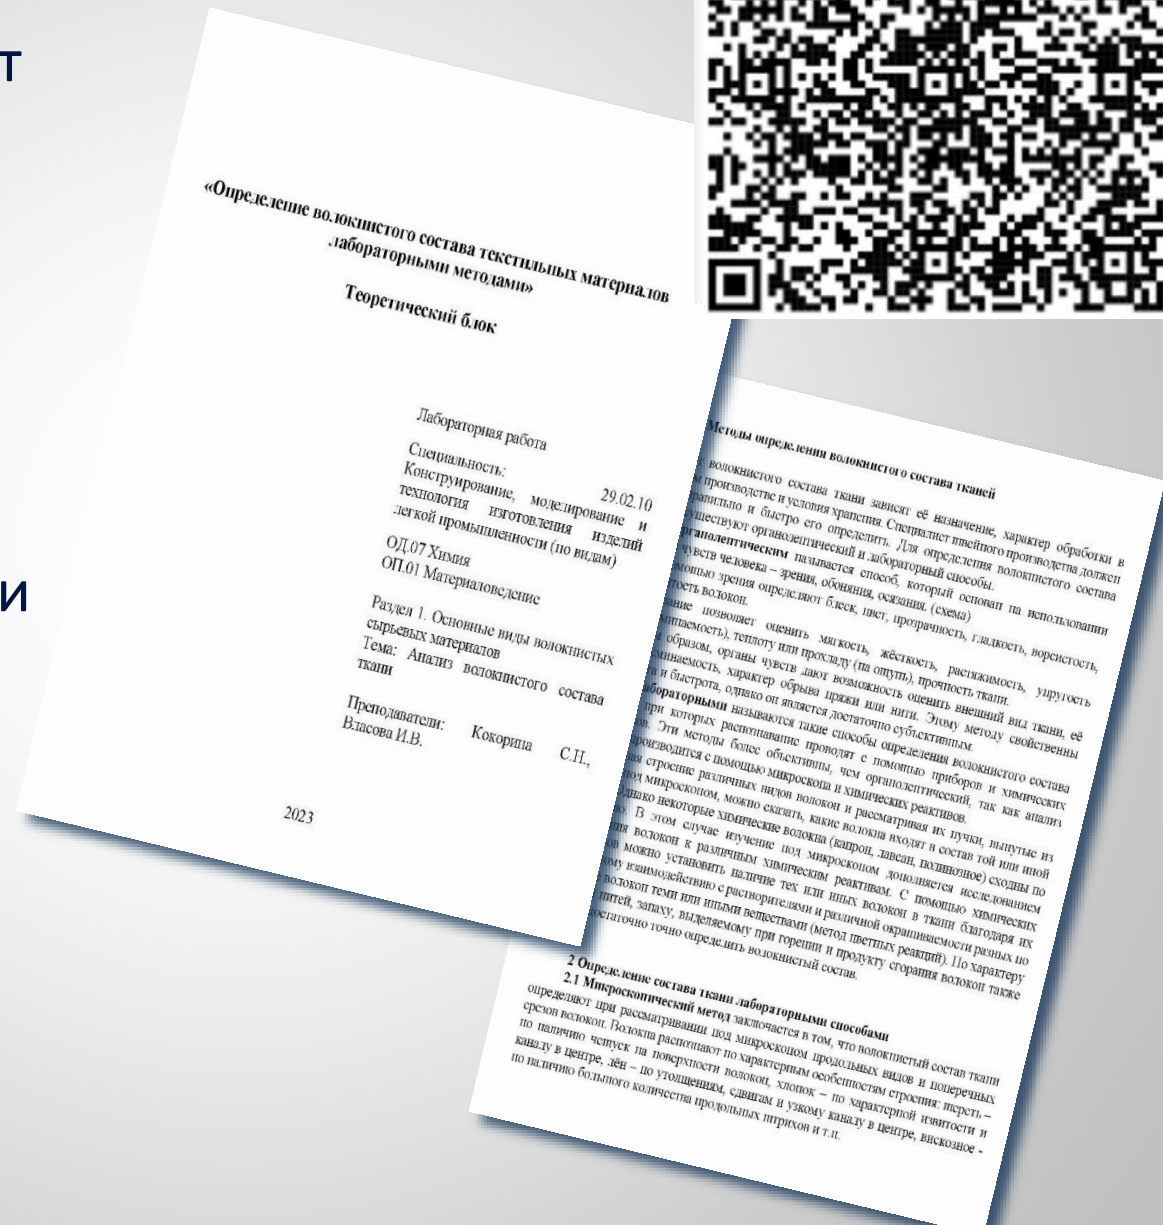 т
и
«Определение волокнистого состава текстильных материалов
лабораторными методами»
Теоретический блок
Лабораторная работа
Специальность: 29.02.10
Конструирование, моделирование и
технология изготовления изделий
легкой промышленности (по видам)
ОД.07 Химия
ОП.01 Материаловедение
Раздел 1. Основные виды волокнистых
сырьевых материалов
Тема: Анализ волокнистого состава
ткани
Преподаватели: Кокорина С.Н.,
Власова И.В.
2023
Методы определения волокнистого состава тканей
волокнистого состава ткани зависят её назначение, характер обработки в
производстве и условия хранения. Специалист швейного производства должен
и быстро его определить. Для определения волокнистого состава
органолептический и лабораторный способы.
называется способ, который основан на использовании
чувств человека – зрения, обоняния, осязания. (схема)
зрения определяют блеск, цвет, прозрачность, гладкость, ворсистость,
волокон.
позволяет оценить мягкость, жёсткость, растяжимость, упругость
теплоту или прохладу (на ощупь), прочность ткани.
образом, органы чувств дают возможность оценить внешний вид ткани, её
характер обрыва пряжи или нити. Этому методу свойственны
и быстрота, однако он является достаточно субъективным.
называются такие способы определения волокнистого состава
при которых распознавание проводят с помощью приборов и химических
Эти методы более объективны, чем органолептический, так как анализ
производится с помощью микроскопа и химических реактивов.
строение различных видов волокон и рассматривая их пучки, вынутые из
под микроскопом, можно сказать, какие волокна входят в состав той или иной
некоторые химические волокна (капрон, лавсан, полинозное) сходны по
В этом случае изучение под микроскопом дополняется исследованием
волокон к различным химическим реактивам. С помощью химических
можно установить наличие тех или иных волокон в ткани благодаря их
взаимодействию с растворителями и различной окрашиваемости разных по
волокон теми или иными веществами (метод цветных реакций). По характеру
нитей, запаху, выделяемому при горении и продукту сгорания волокон также
достаточно точно определить волокнистый состав.
2 Определение состава ткани лабораторными способами
2.1 Микроскопический метод заключается в том, что волокнистый состав ткани
определяют при рассматривании под микроскопом продольных видов и поперечных
срезов волокон. Волокна распознают по характерным особенностям строения: шерсть –
по наличию чешуек на поверхности волокон, хлопок – по характерной извитости и
каналу в центре, лён – по утолщениям, сдвигам и узкому каналу в центре, вискозное -
по наличию большого количества продольных штрихов и т.п.